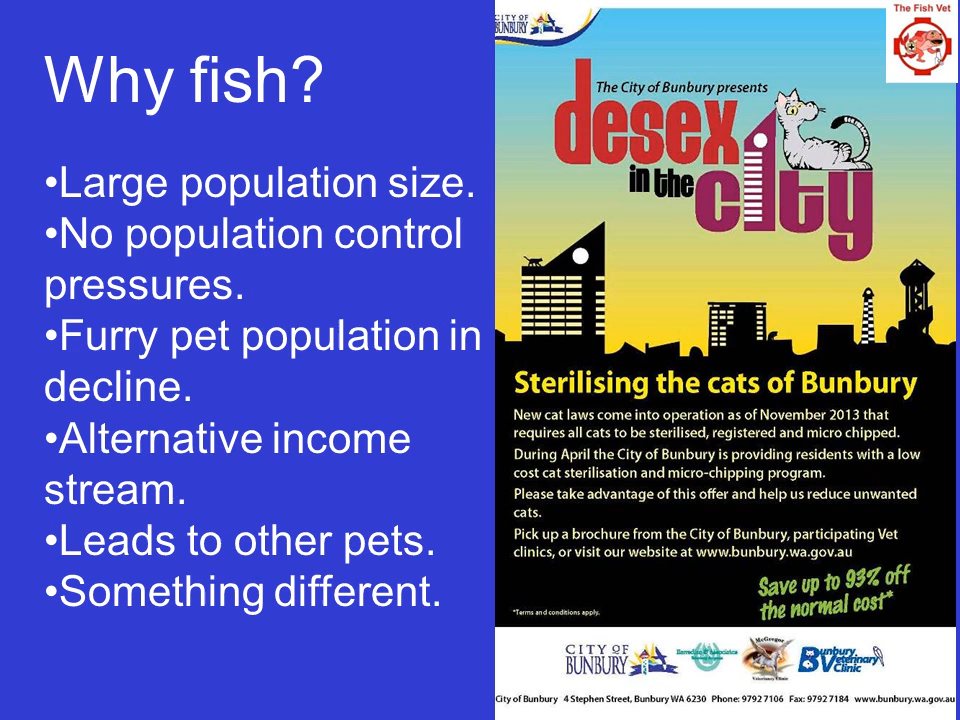 Why fish?
•Large population size.
•No population control
pressures.
•Furry pet population in
decline.
•Alternative income
stream.
•Leads to other pets.
•Something different.
CITY OF
BUNBURY
The Fish Vet
The City of Bunbury presents
desex
in the
city
Sterilising the cats of Bunbury
New cat laws come into operation as of November 2013 that
requires all cats to be sterilised, registered and micro chipped.
During April the City of Bunbury is providing residents with a low
cost cat sterilisation and micro-chipping program.
Please take advantage of this offer and help us reduce unwanted
cats.
Pick up a brochure from the City of Bunbury, participating Vet
clinics, or visit our website at www.bunbury.wa.gov.au
Save up to 93% off
the normal cost*
*Terms and conditions apply.
CITY OF
BUNBURY
& Associates
McGregor
Veterinary Clinic
Bunbury
Veterinary
Clinic
City of Bunbury 4 Stephen Street, Bunbury WA 6230 Phone: 9792 7106 Fax: 9792 7184 www.bunbury.wa.gov.au